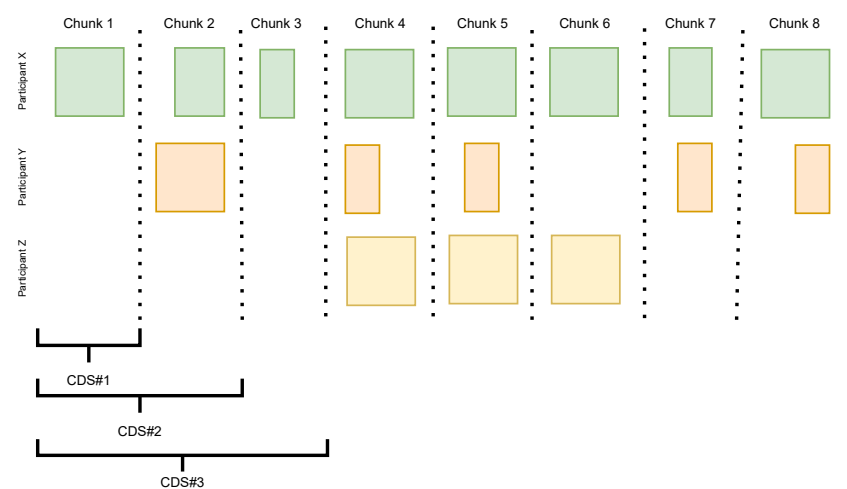 Chunk 1
Chunk 2
Chunk 3
Chunk 4
Chunk 5
Chunk 6
Chunk 7
Chunk 8
Participant X
Participant Y
Participant Z
CDS#1
CDS#2
CDS#3